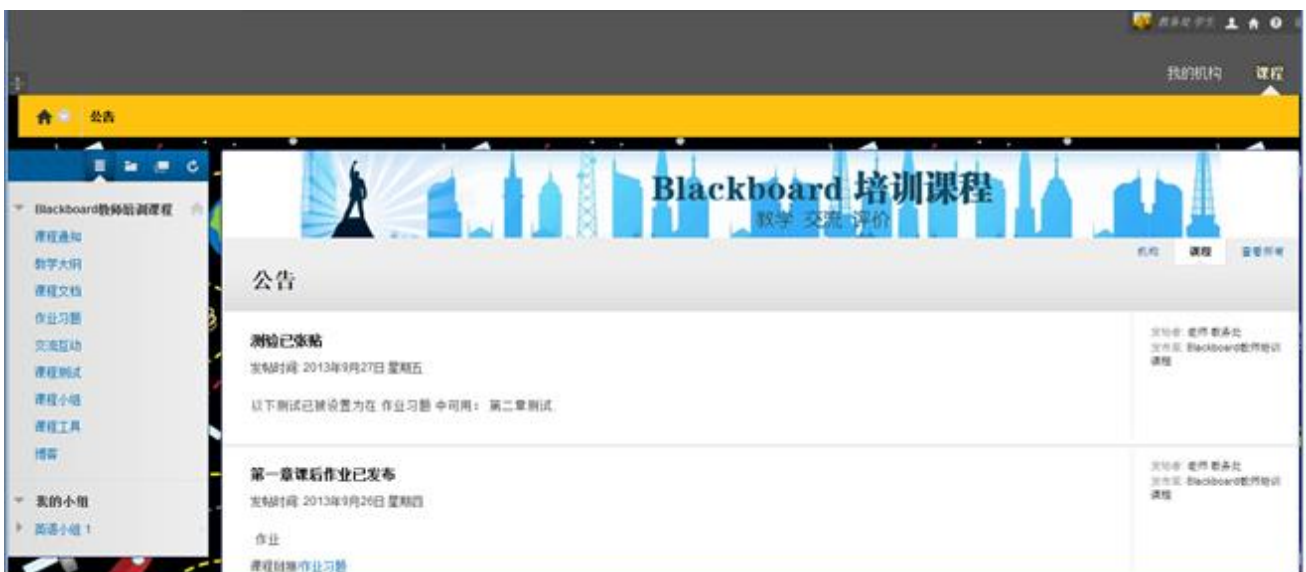 教务处 学生
我的机构 课程
公告
Blackboard 培训课程
教学 交流 评价
Blackboard教师培训课程
课程通知
教学大纲
课程文档
作业习题
交流互动
课程测试
课程小组
课程工具
博客
我的小组
英语小组 1
机构 课程 查看所有
公告
测验已张贴
发帖时间: 2013年9月27日 星期五
以下测试已被设置为在 作业习题 中可用: 第二章测试.
发帖者: 老师 教务处
发布至: Blackboard教师培训
课程
第一章课后作业已发布
发帖时间: 2013年9月26日 星期四
作业
课程链接/作业习题
发帖者: 老师 教务处
发布至: Blackboard教师培训
课程